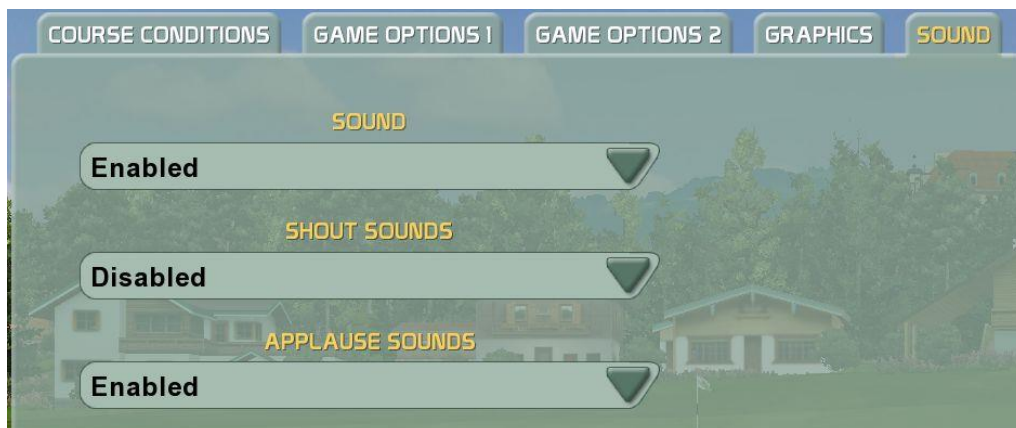 COURSE CONDITIONS GAME OPTIONS 1 GAME OPTIONS 2 GRAPHICS SOUND
SOUND
Enabled
SHOUT SOUNDS
Disabled
APPLAUSE SOUNDS
Enabled